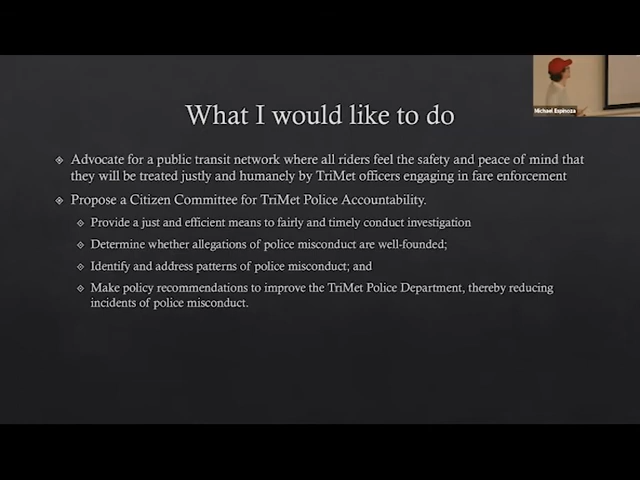 What I would like to do
Michael Espinoza
Advocate for a public transit network where all riders feel the safety and peace of mind that
they will be treated justly and humanely by TriMet officers engaging in fare enforcement
Propose a Citizen Committee for TriMet Police Accountability.
Provide a just and efficient means to fairly and timely conduct investigation
Determine whether allegations of police misconduct are well-founded;
Identify and address patterns of police misconduct; and
Make policy recommendations to improve the TriMet Police Department, thereby reducing
incidents of police misconduct.